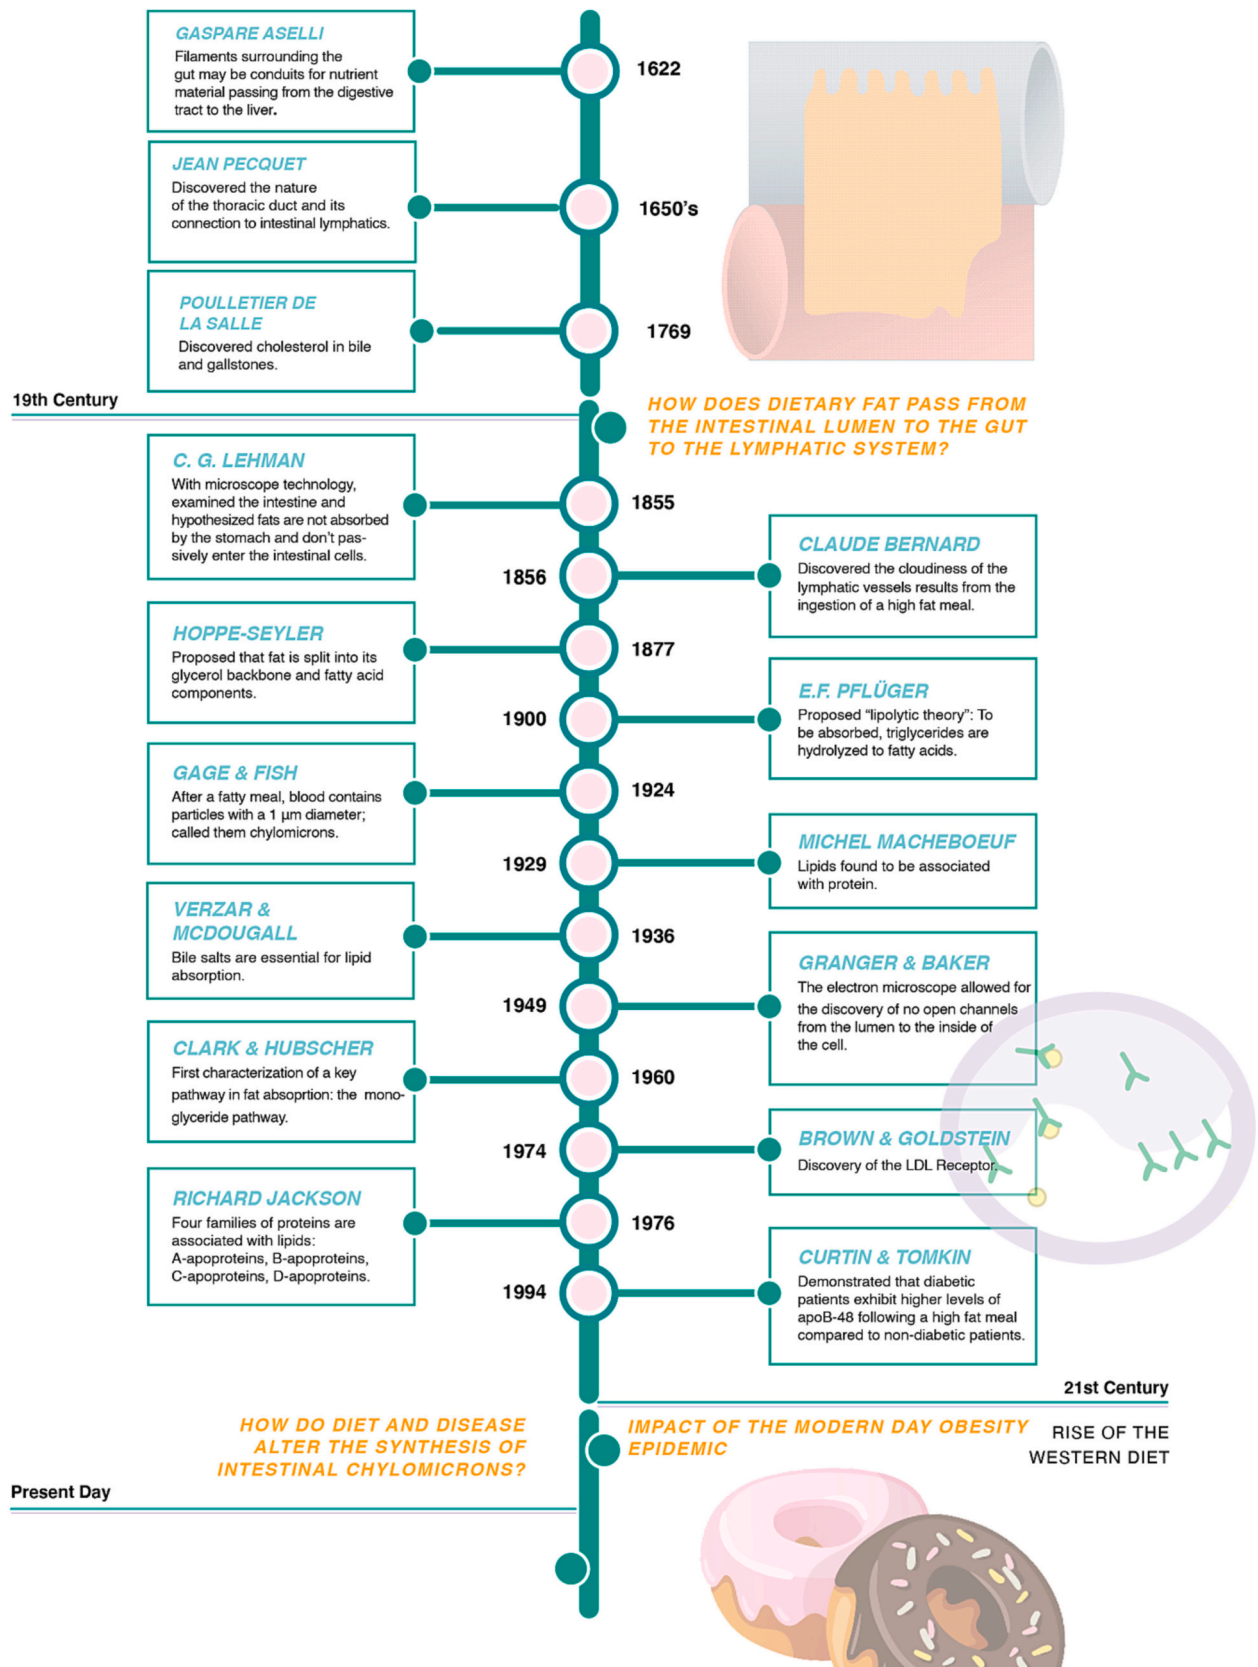 GASPARE ASELLI
Filaments surrounding the
gut may be conduits for nutrient
material passing from the digestive
tract to the liver.
1622
JEAN PECQUET
Discovered the nature
of the thoracic duct and its
connection to intestinal lymphatics.
1650's
POULLETIER DE
LA SALLE
Discovered cholesterol in bile
and gallstones.
1769
19th Century
HOW DOES DIETARY FAT PASS FROM
THE INTESTINAL LUMEN TO THE GUT
TO THE LYMPHATIC SYSTEM?
C. G. LEHMAN
With microscope technology,
examined the intestine and
hypothesized fats are not absorbed
by the stomach and don't pas-
sively enter the intestinal cells.
1855
1856
CLAUDE BERNARD
Discovered the cloudiness of the
lymphatic vessels results from the
ingestion of a high fat meal.
HOPPE-SEYLER
Proposed that fat is split into its
glycerol backbone and fatty acid
components.
1877
1900
E.F. PFLÜGER
Proposed “lipolytic theory”: To
be absorbed, triglycerides are
hydrolyzed to fatty acids.
GAGE & FISH
After a fatty meal, blood contains
particles with a 1 µm diameter;
called them chylomicrons.
1924
1929
MICHEL MACHEBOEUF
Lipids found to be associated
with protein.
VERZAR &
MCDOUGALL
Bile salts are essential for lipid
absorption.
1936
1949
GRANGER & BAKER
The electron microscope allowed for
the discovery of no open channels
from the lumen to the inside of
the cell.
CLARK & HUBSCHER
First characterization of a key
pathway in fat absoprtion: the mono-
glyceride pathway.
1960
1974
BROWN & GOLDSTEIN
Discovery of the LDL Receptor.
RICHARD JACKSON
Four families of proteins are
associated with lipids:
A-apoproteins, B-apoproteins,
C-apoproteins, D-apoproteins.
1976
1994
CURTIN & TOMKIN
Demonstrated that diabetic
patients exhibit higher levels of
apoB-48 following a high fat meal
compared to non-diabetic patients.
21st Century
HOW DO DIET AND DISEASE
ALTER THE SYNTHESIS OF
INTESTINAL CHYLOMICRONS?
IMPACT OF THE MODERN DAY OBESITY
EPIDEMIC
RISE OF THE
WESTERN DIET
Present Day